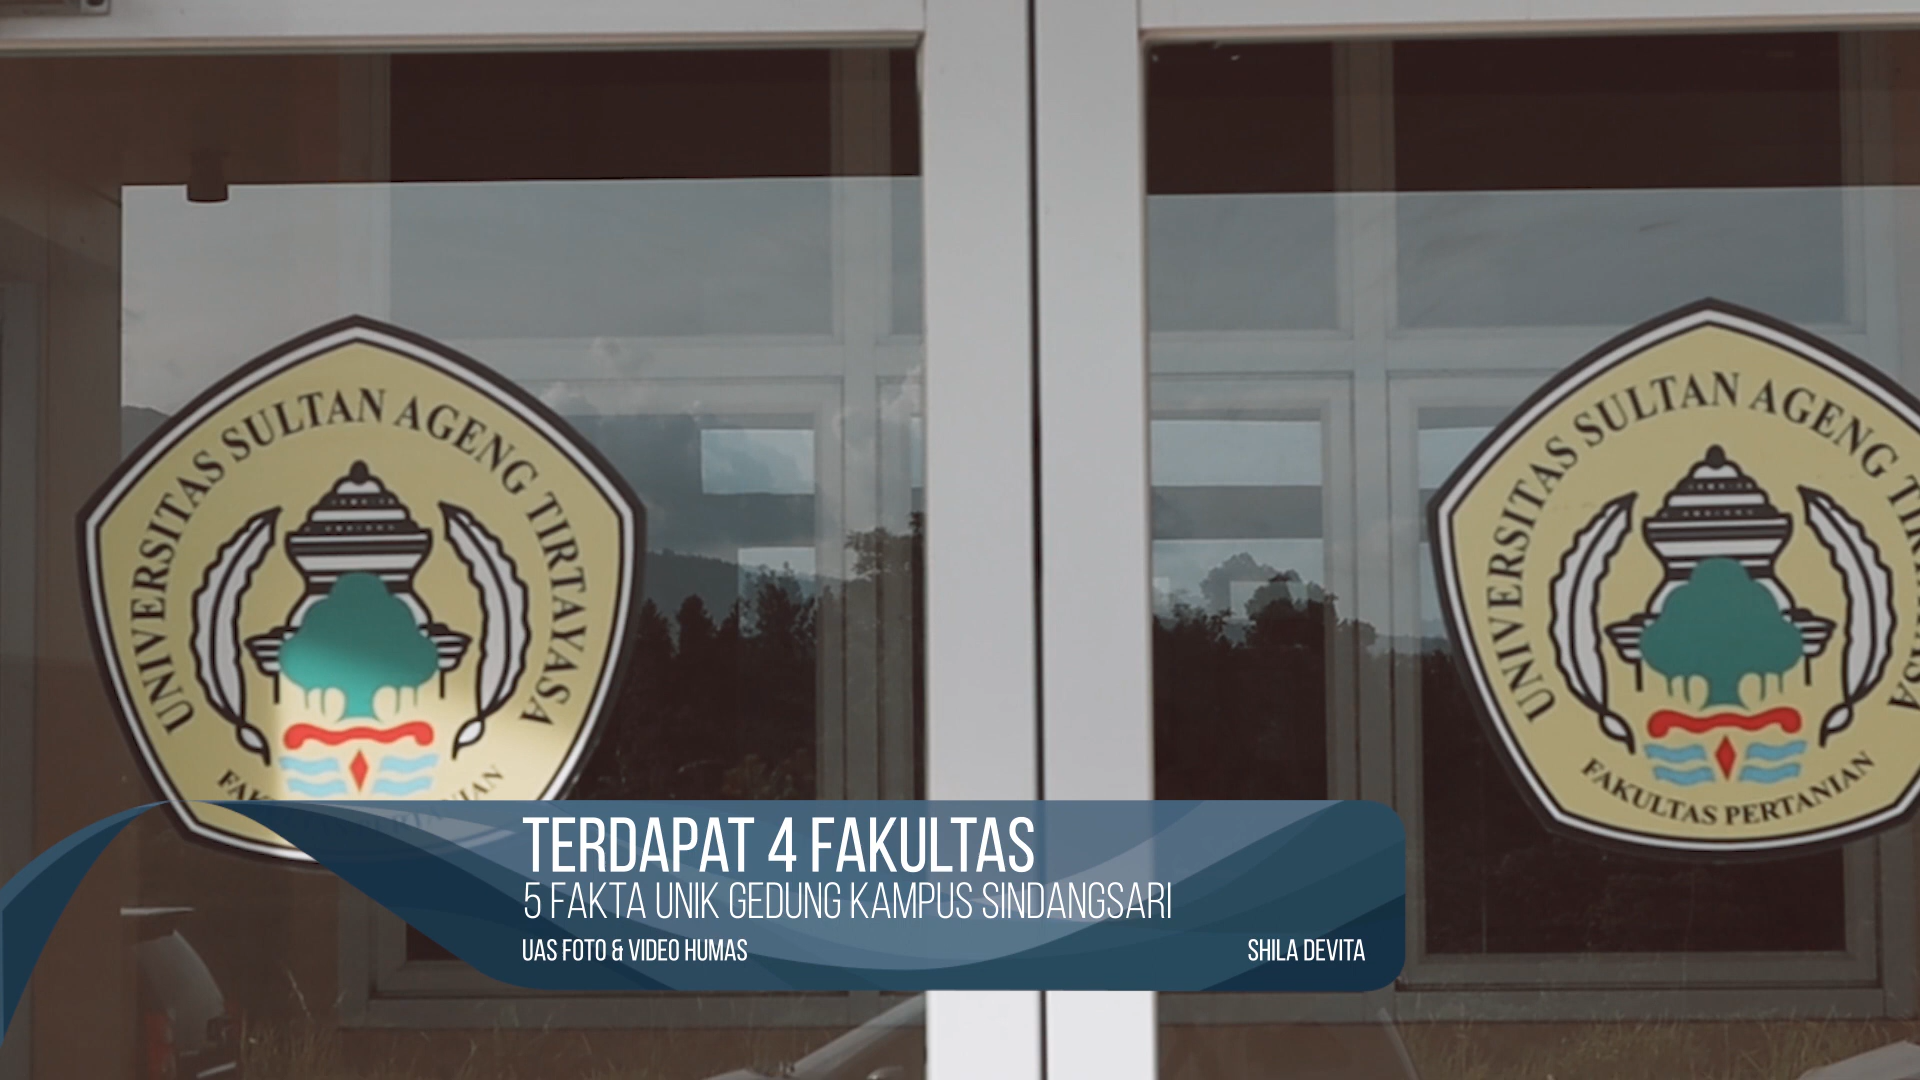 UNIVERSITAS SULTAN AGENG TIRTAYASA
UNIVERSITAS SULTAN AGENG
FAKULTAS PERTANIAN
TERDAPAT 4 FAKULTAS
5 FAKTA UNIK GEDUNG KAMPUS SINDANGSARI
UAS FOTO & VIDEO HUMAS
SHILA DEVITA